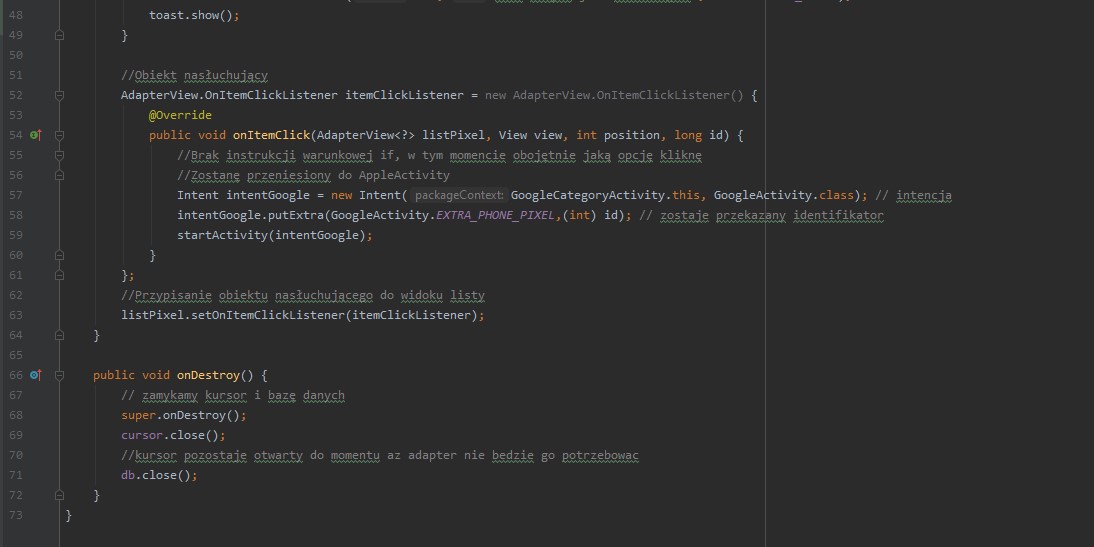 48 toast.show();
49 }
50
51 //Obiekt nasłuchujący
52 AdapterView.OnItemClickListener itemClickListener = new AdapterView.OnItemClickListener() {
53 @Override
54 public void onItemClick(AdapterView<?> listPixel, View view, int position, long id) {
55 //Brak instrukcji warunkowej if, w tym momencie obojętnie jaką opcję kliknę
56 //Zostanę przeniesiony do AppleActivity
57 Intent intentGoogle = new Intent( packageContext: GoogleCategoryActivity.this, GoogleActivity.class); // intencja
58 intentGoogle.putExtra(GoogleActivity.EXTRA_PHONE_PIXEL,(int) id); // zostaje przekazany identifikator
59 startActivity(intentGoogle);
60 }
61 };
62 //Przypisanie obiektu nasłuchującego do widoku listy
63 listPixel.setOnItemClickListener(itemClickListener);
64 }
65
66 public void onDestroy() {
67 // zamykamy kursor i bazę danych
68 super.onDestroy();
69 cursor.close();
70 //kursor pozostaje otwarty do momentu az adapter nie bedzie go potrzebowac
71 db.close();
72 }
73 }